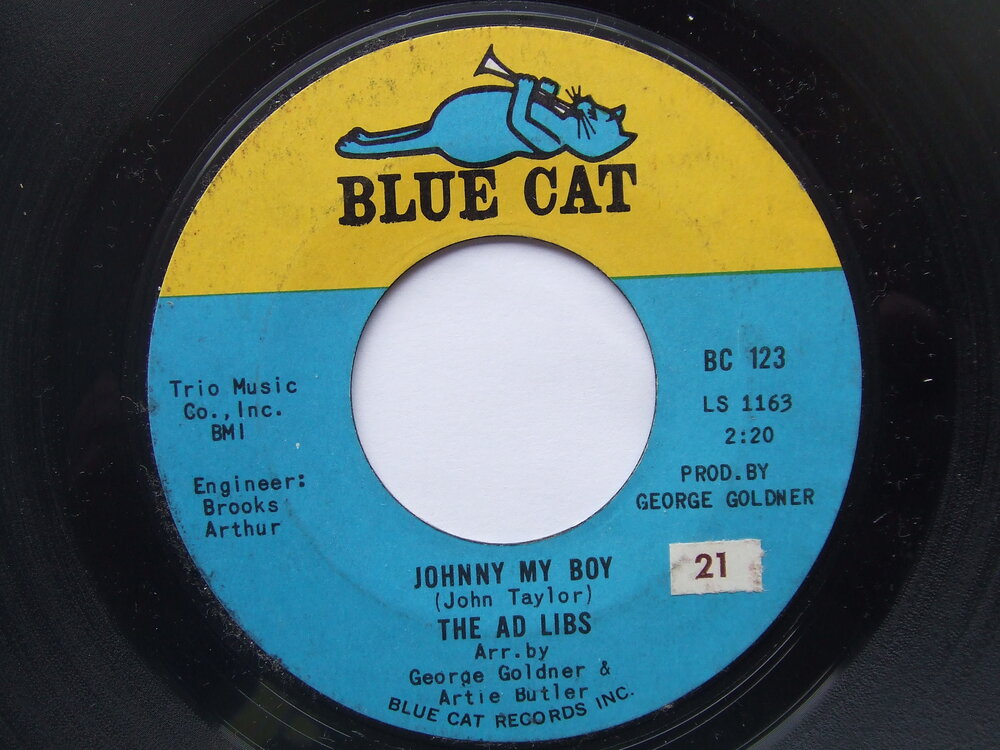 BLUE CAT
Trio Music
Co., Inc.
BMI
Engineer:
Brooks
Arthur
BC 123
LS 1163
2:20
PROD.BY
GEORGE GOLDNER
21
JOHNNY MY BOY
(John Taylor)
THE AD LIBS
Arr.by
George Goldner &
Artie Butler
BLUE CAT RECORDS INC.